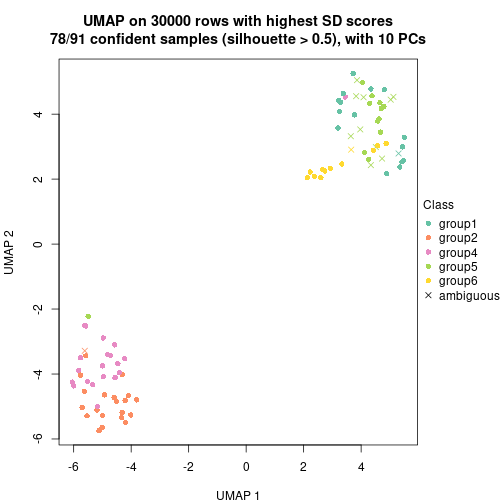 UMAP on 30000 rows with highest SD scores
78/91 confident samples (silhouette > 0.5), with 10 PCs
4
2
0
-2
-4
-6
UMAP 2
-6 -4 -2 0 2 4
UMAP 1
Class
group1
group2
group4
group5
group6
ambiguous